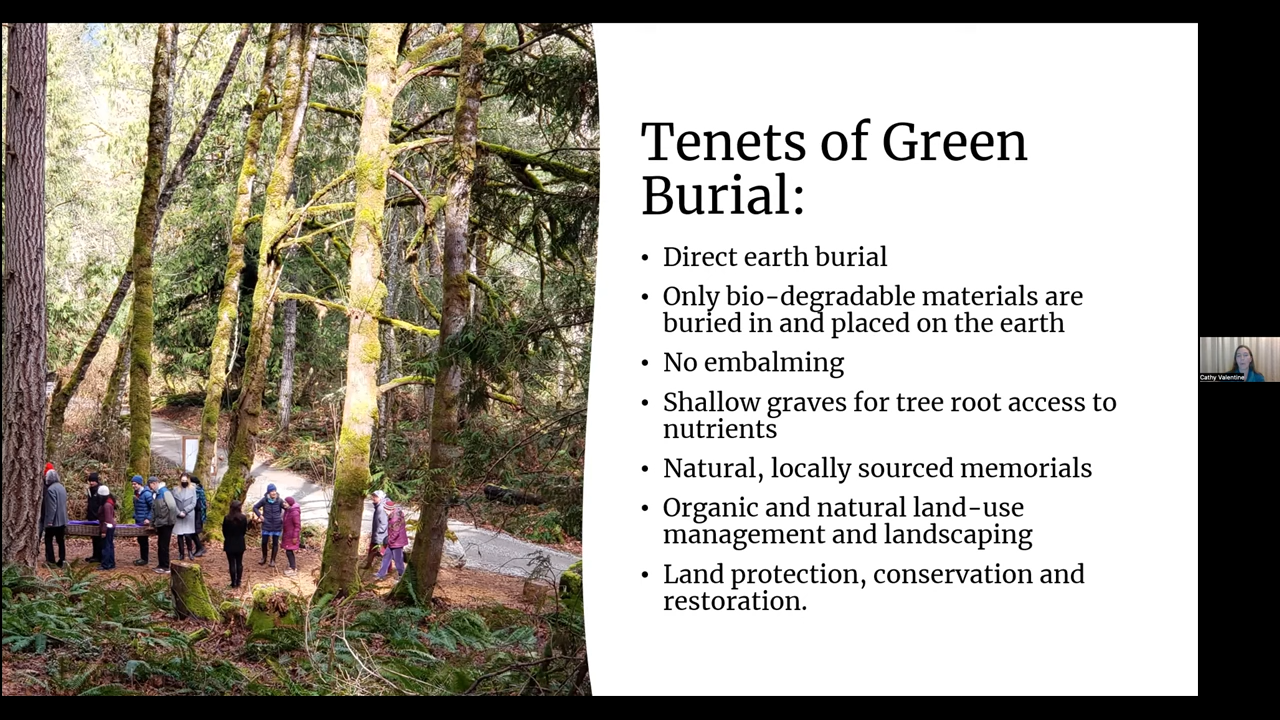 Tenets of Green
Burial:
• Direct earth burial
• Only bio-degradable materials are
buried in and placed on the earth
• No embalming
• Shallow graves for tree root access to
nutrients
• Natural, locally sourced memorials
• Organic and natural land-use
management and landscaping
• Land protection, conservation and
restoration.
Cathy Valentine